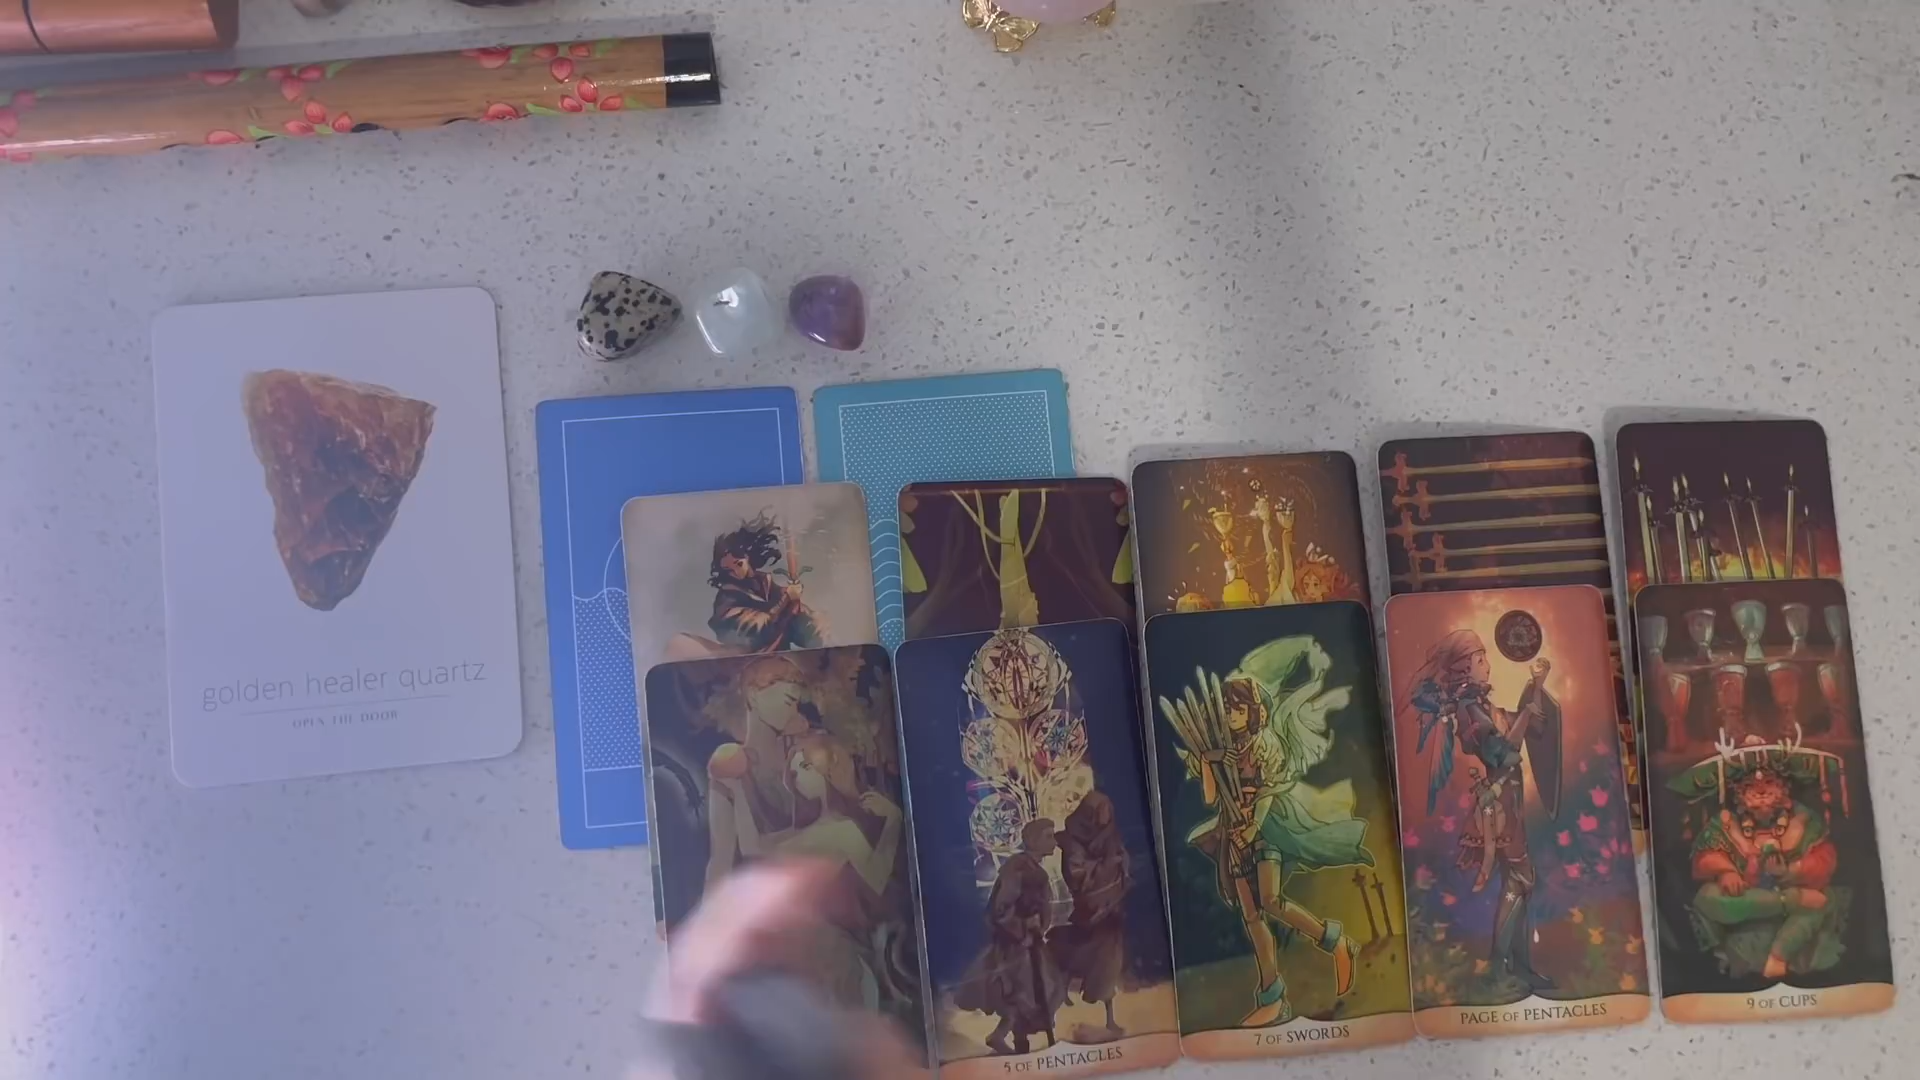 golden healer quartz
OPEN THE DOOR
5 OF PENTACLES
7 OF SWORDS
PAGE OF PENTACLES
9 OF CUPS